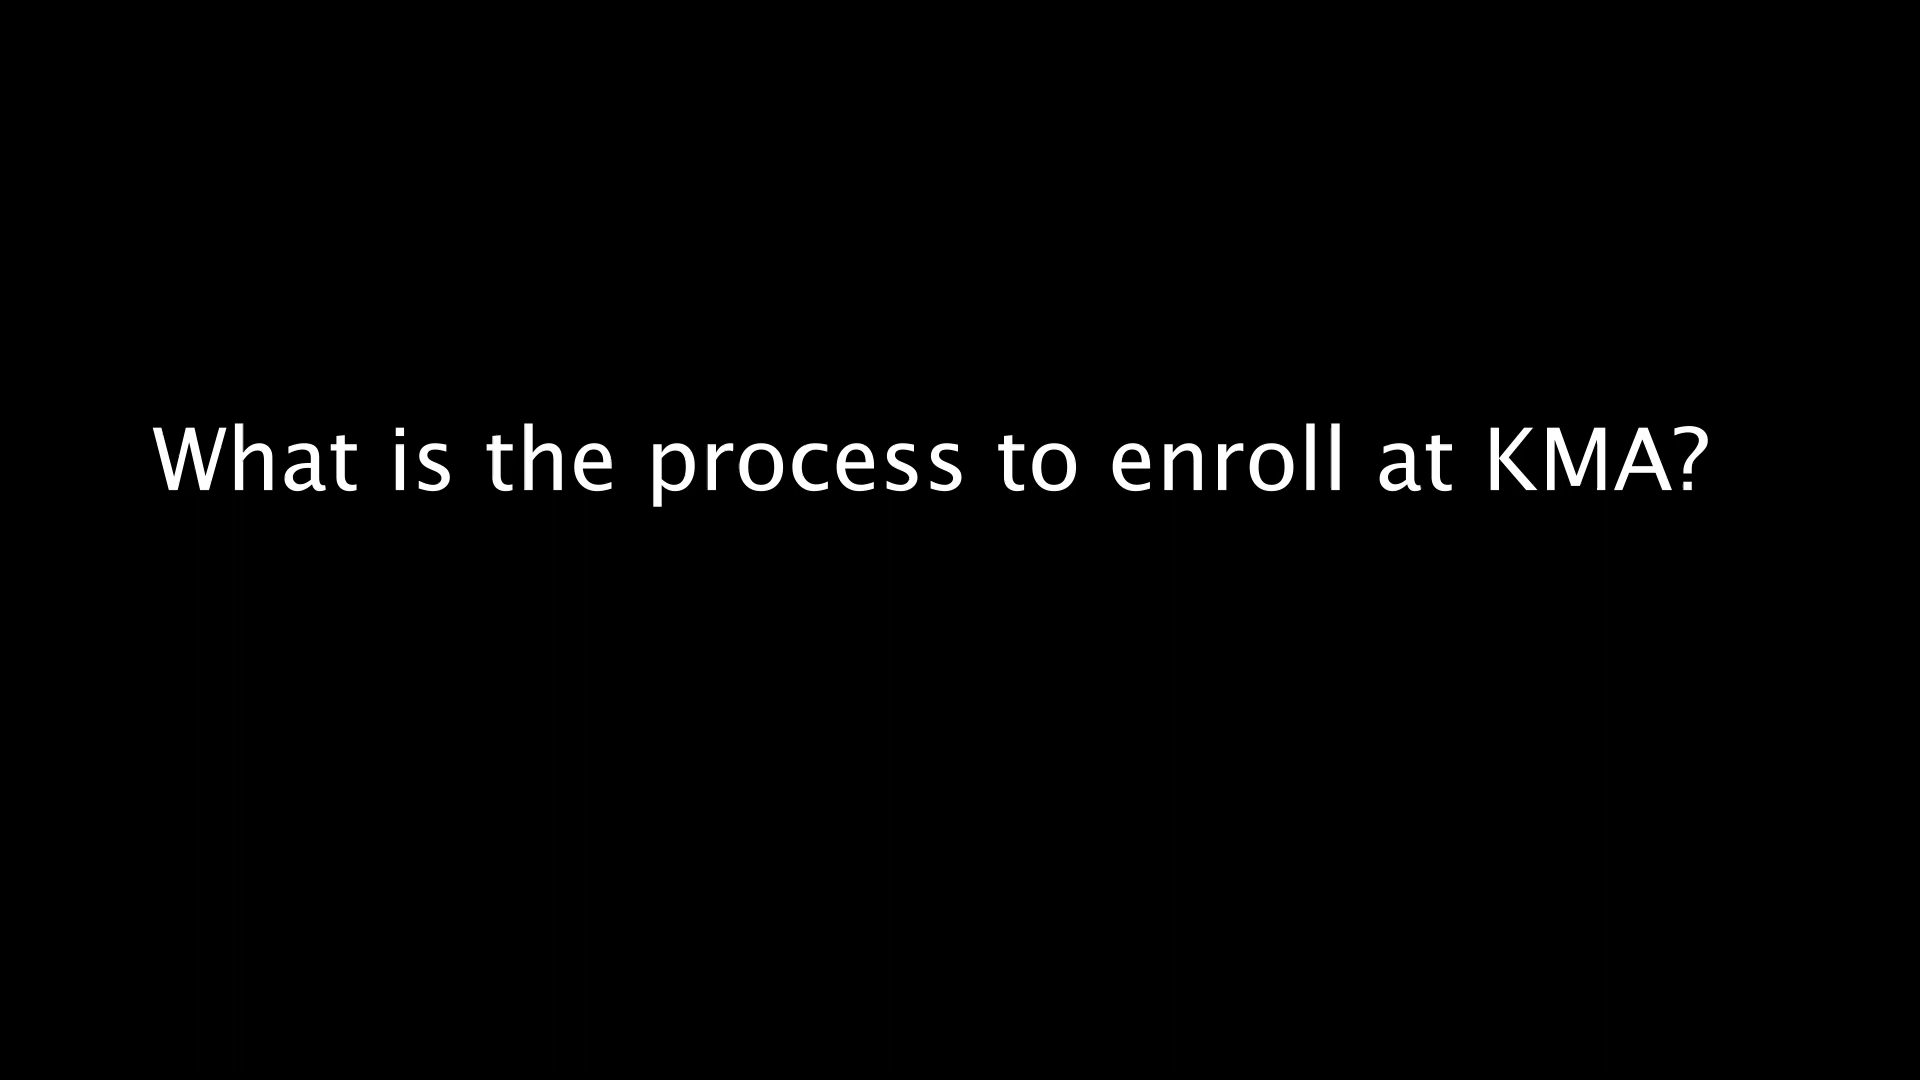 What is the process to enroll at KMA?